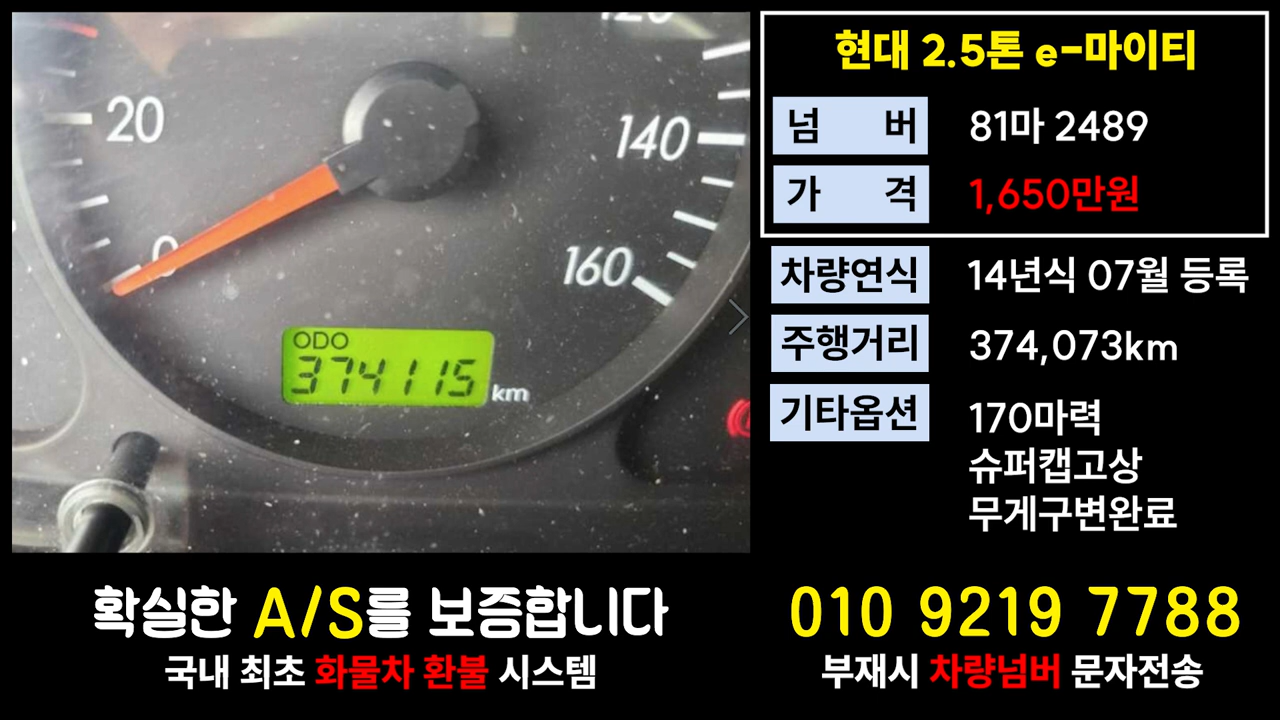 120
20
140
0
160
ODO
374115 km
현대 2.5톤 e-마이티
넘 버 81마 2489
가 격 1,650만원
차량연식 14년식 07월 등록
주행거리 374,073km
기타옵션 170마력
슈퍼캡고상
무게구변완료
확실한 A/S를 보증합니다
국내 최초 화물차 환불 시스템
010 9219 7788
부재시 차량넘버 문자전송